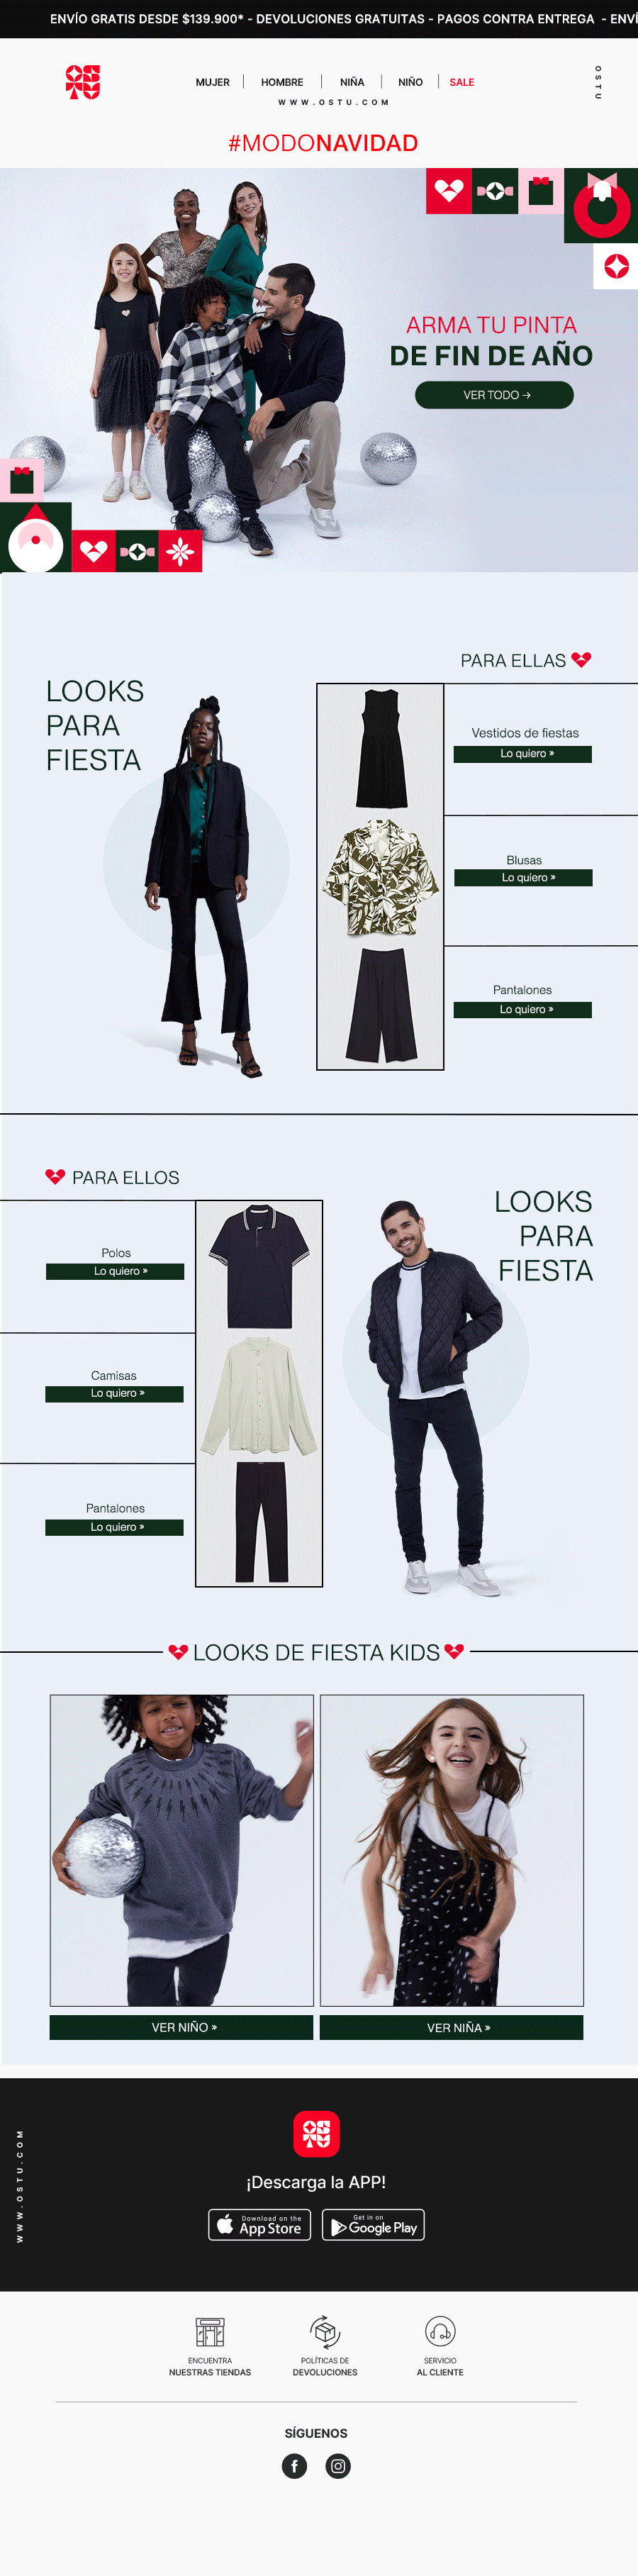 ENVÍO GRATIS DESDE $139.900* - DEVOLUCIONES GRATUITAS - PAGOS CONTRA ENTREGA - ENVÍ
OSTU
MUJER HOMBRE NIÑA NIÑO SALE
OSTU
WWW.OSTU.COM
#MODONAVIDAD
ARMA TU PINTA
DE FIN DE AÑO
VER TODO →
PARA ELLAS
LOOKS
PARA
FIESTA
Vestidos de fiestas
Lo quiero »
Blusas
Lo quiero »
Pantalones
Lo quiero »
PARA ELLOS
LOOKS
PARA
FIESTA
Polos
Lo quiero »
Camisas
Lo quiero »
Pantalones
Lo quiero »
LOOKS DE FIESTA KIDS
VER NIÑO »
VER NIÑA »
WWW.OSTU.COM
OSTU
¡Descarga la APP!
Download on the
App Store
Get in on
Google Play
ENCUENTRA
NUESTRAS TIENDAS
POLÍTICAS DE
DEVOLUCIONES
SERVICIO
AL CLIENTE
SÍGUENOS